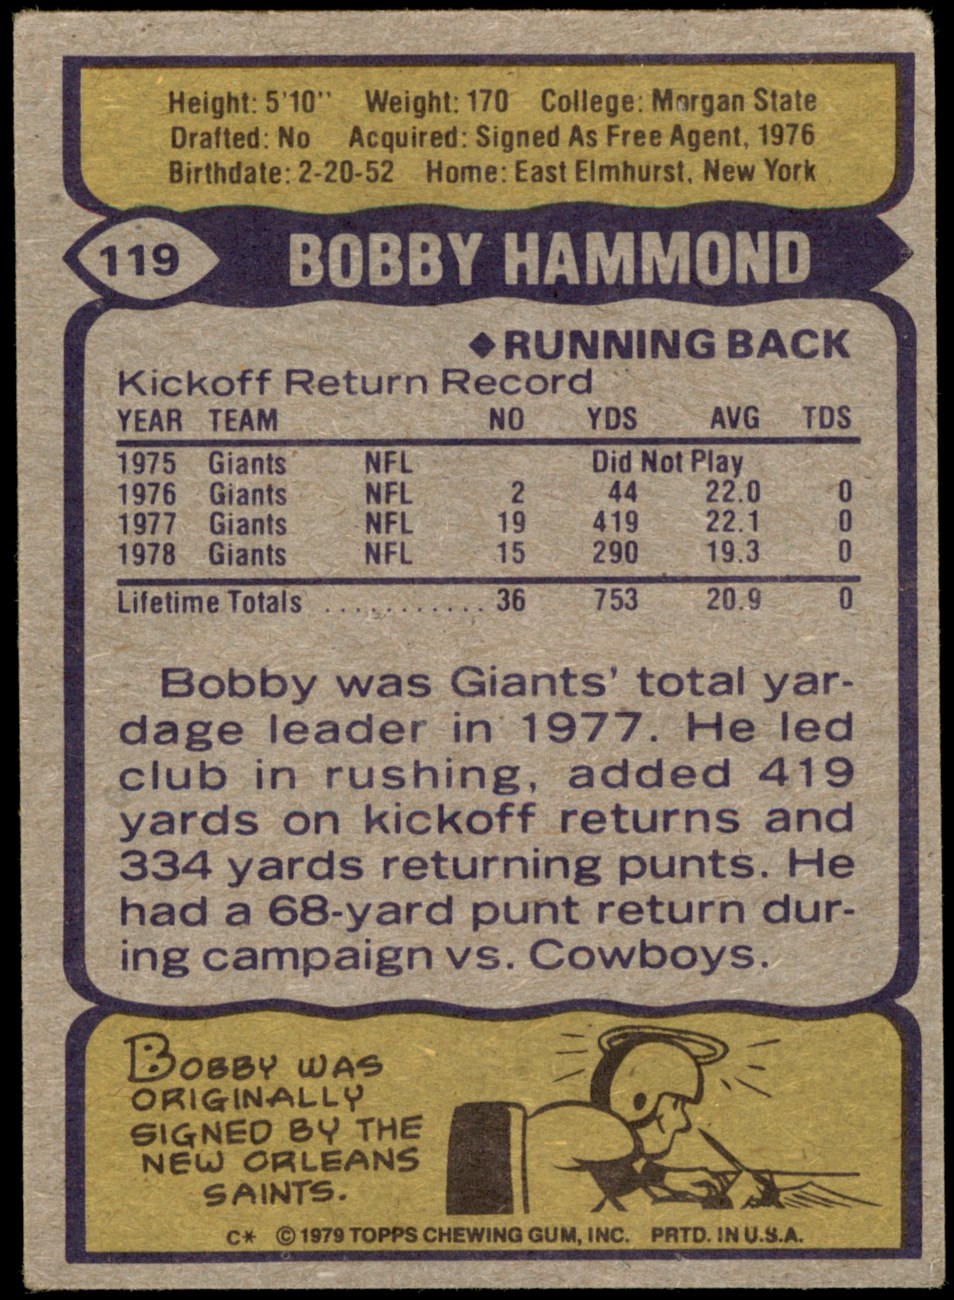 Height: 5'10" Weight: 170 College: Morgan State
Drafted: No Acquired: Signed As Free Agent, 1976
Birthdate: 2-20-52 Home: East Elmhurst, New York
119 BOBBY HAMMOND
◆RUNNING BACK
Kickoff Return Record
YEAR TEAM NO YDS AVG TDS
1975 Giants NFL Did Not Play
1976 Giants NFL 2 44 22.0 0
1977 Giants NFL 19 419 22.1 0
1978 Giants NFL 15 290 19.3 0
Lifetime Totals ........... 36 753 20.9 0
Bobby was Giants' total yar-
dage leader in 1977. He led
club in rushing, added 419
yards on kickoff returns and
334 yards returning punts. He
had a 68-yard punt return dur-
ing campaign vs. Cowboys.
BOBBY WAS
ORIGINALLY
SIGNED BY THE
NEW ORLEANS
SAINTS.
C* ©1979 TOPPS CHEWING GUM, INC. PRTD. IN U.S.A.